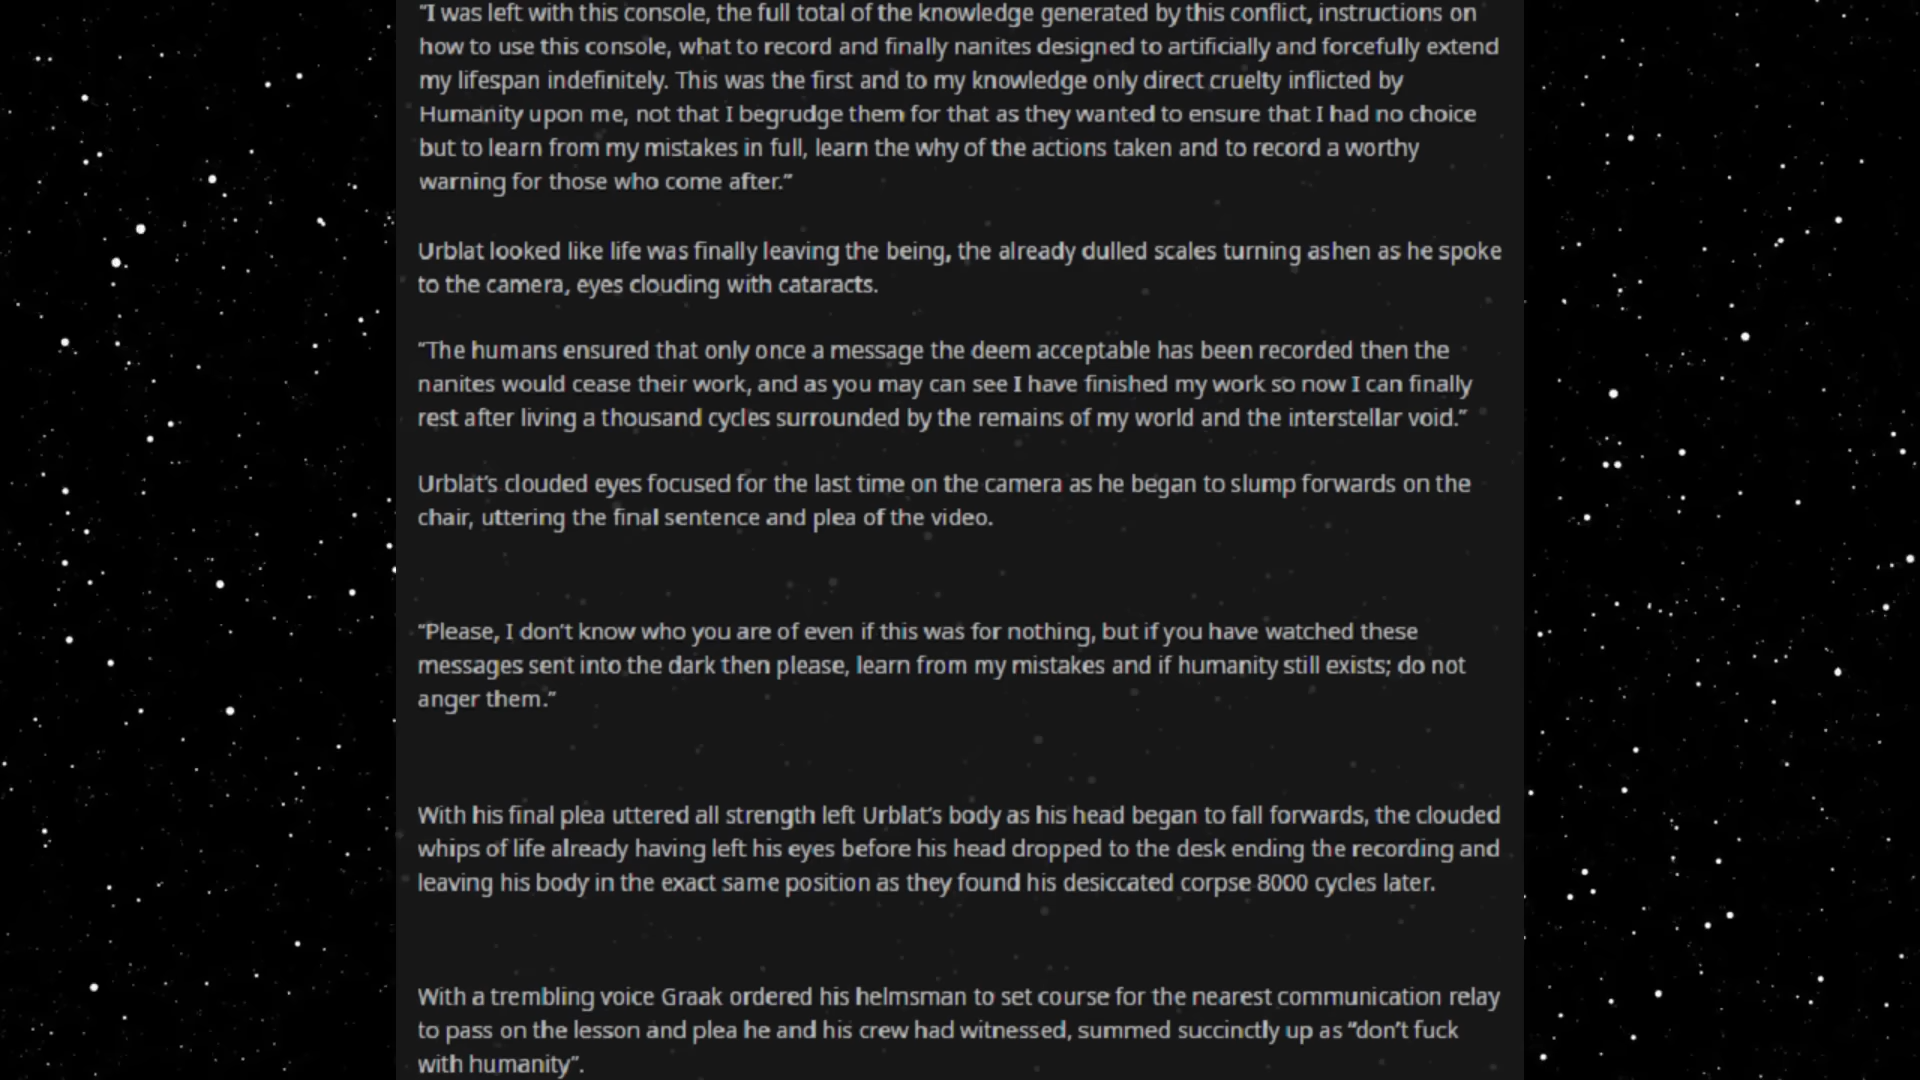 “I was left with this console, the full total of the knowledge generated by this conflict, instructions on
how to use this console, what to record and finally nanites designed to artificially and forcefully extend
my lifespan indefinitely. This was the first and to my knowledge only direct cruelty inflicted by
Humanity upon me, not that I begrudge them for that as they wanted to ensure that I had no choice
but to learn from my mistakes in full, learn the why of the actions taken and to record a worthy
warning for those who come after.”
Urblat looked like life was finally leaving the being, the already dulled scales turning ashen as he spoke
to the camera, eyes clouding with cataracts.
“The humans ensured that only once a message the deem acceptable has been recorded then the
nanites would cease their work, and as you may can see I have finished my work so now I can finally
rest after living a thousand cycles surrounded by the remains of my world and the interstellar void.”
Urblat’s clouded eyes focused for the last time on the camera as he began to slump forwards on the
chair, uttering the final sentence and plea of the video.
“Please, I don’t know who you are of even if this was for nothing, but if you have watched these
messages sent into the dark then please, learn from my mistakes and if humanity still exists; do not
anger them.”
With his final plea uttered all strength left Urblat’s body as his head began to fall forwards, the clouded
whips of life already having left his eyes before his head dropped to the desk ending the recording and
leaving his body in the exact same position as they found his desiccated corpse 8000 cycles later.
With a trembling voice Graak ordered his helmsman to set course for the nearest communication relay
to pass on the lesson and plea he and his crew had witnessed, summed succinctly up as “don’t fuck
with humanity”.